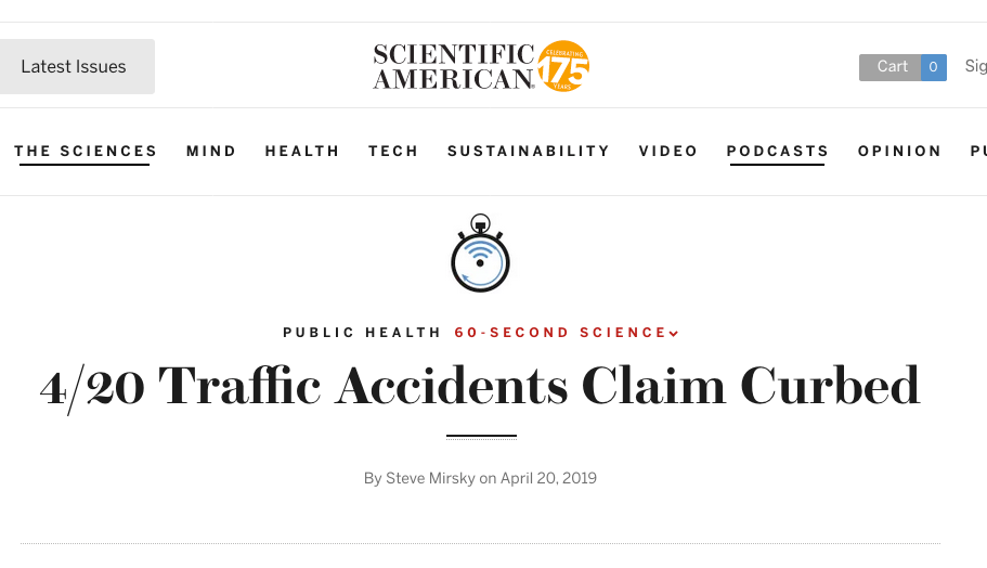 Latest Issues
SCIENTIFIC
AMERICAN®
CELEBRATING
175
YEARS
Cart 0
Sig
THE SCIENCES MIND HEALTH TECH SUSTAINABILITY VIDEO PODCASTS OPINION PU
PUBLIC HEALTH 60-SECOND SCIENCE
4/20 Traffic Accidents Claim Curbed
By Steve Mirsky on April 20, 2019